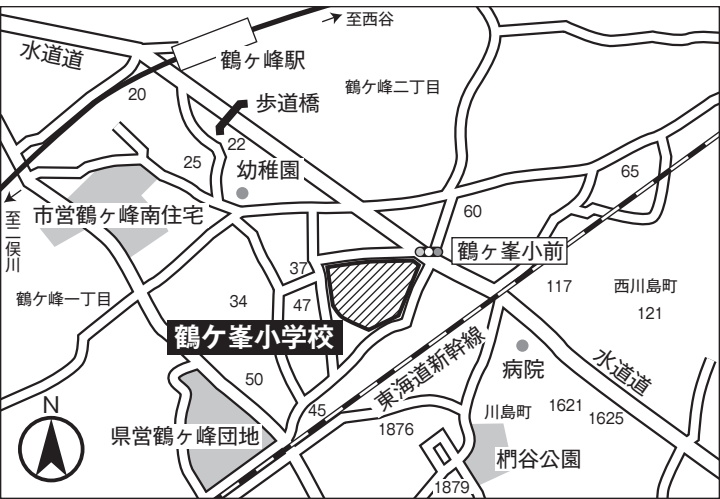 至西谷
水道道
鶴ヶ峰駅
鶴ケ峰二丁目
20
歩道橋
22
25
幼稚園
65
市営鶴ヶ峰南住宅
60
至二俣川
鶴ヶ峯小前
37
鶴ケ峰一丁目
34
47
117
西川島町
121
鶴ケ峯小学校
東海道新幹線
病院
水道道
50
N
45
川島町
1621
1625
1876
県営鶴ヶ峰団地
椚谷公園
1879